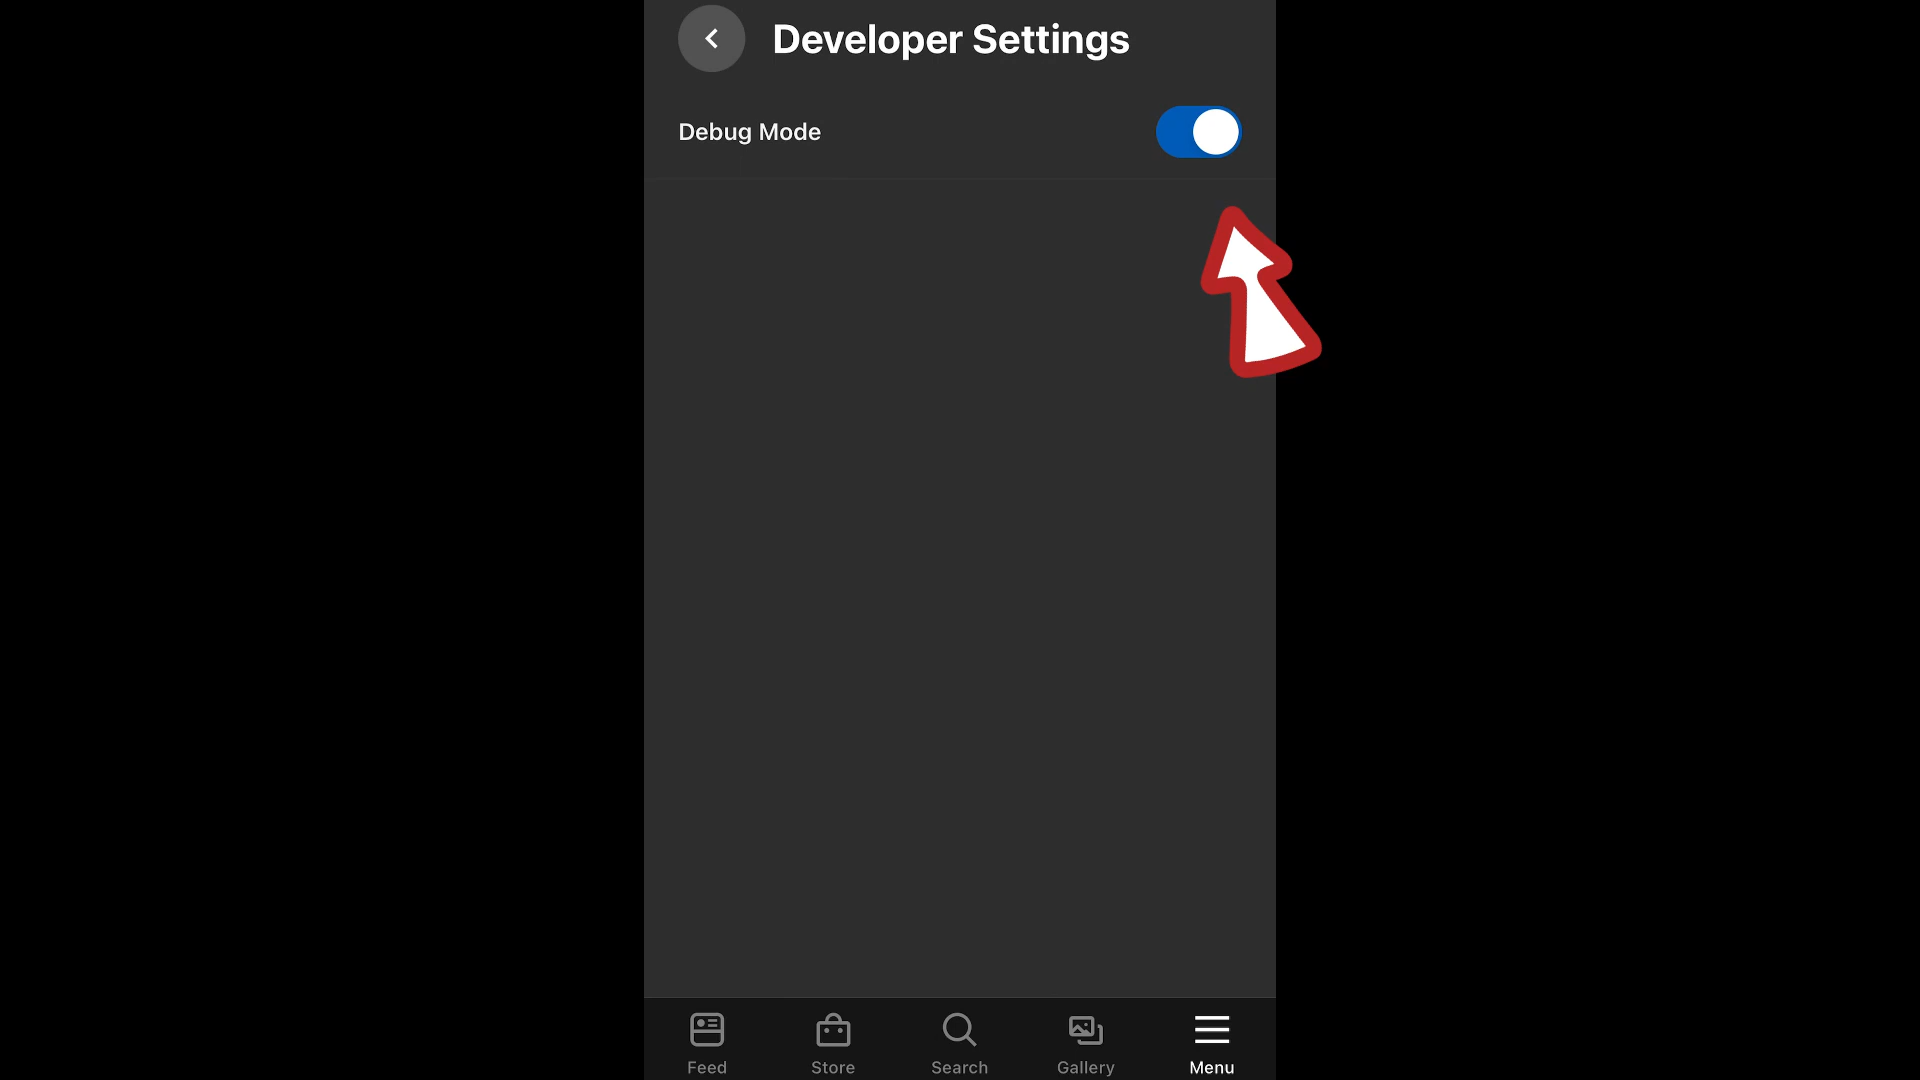 Developer Settings
Debug Mode
Feed
Store
Search
Gallery
Menu